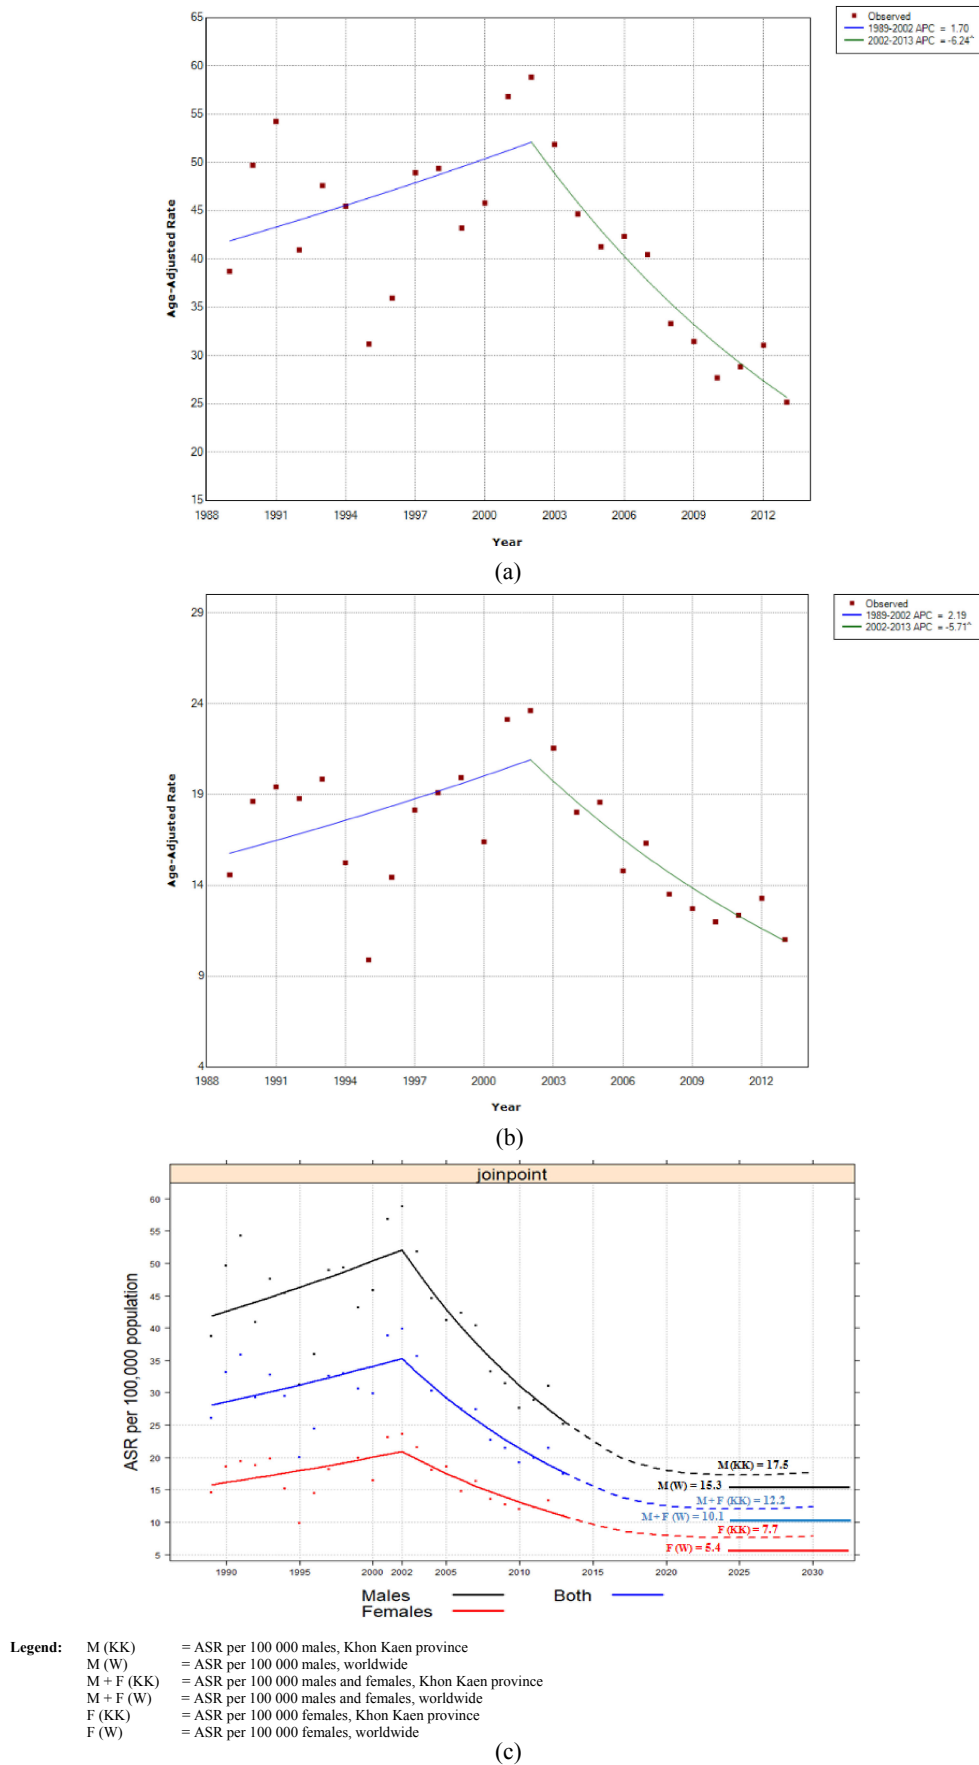 65
60
55
50
45
40
35
30
25
20
15
Age-Adjusted Rate
1988 1991 1994 1997 2000 2003 2006 2009 2012
Year
Observed
1989-2002 APC = 1.70
2002-2013 APC = -6.24^
(a)
29
24
19
14
9
4
Age-Adjusted Rate
1988 1991 1994 1997 2000 2003 2006 2009 2012
Year
Observed
1989-2002 APC = 2.19
2002-2013 APC = -5.71^
(b)
joinpoint
60
55
50
45
40
35
30
25
20
15
10
5
ASR per 100,000 population
M (KK) = 17.5
M (W) = 15.3
M + F (KK) = 12.2
M + F (W) = 10.1
F (KK) = 7.7
F (W) = 5.4
1990 1995 2000 2002 2005 2010 2015 2020 2025 2030
Males Both
Females
Legend: M (KK) = ASR per 100 000 males, Khon Kaen province
M (W) = ASR per 100 000 males, worldwide
M + F (KK) = ASR per 100 000 males and females, Khon Kaen province
M + F (W) = ASR per 100 000 males and females, worldwide
F (KK) = ASR per 100 000 females, Khon Kaen province
F (W) = ASR per 100 000 females, worldwide
(c)